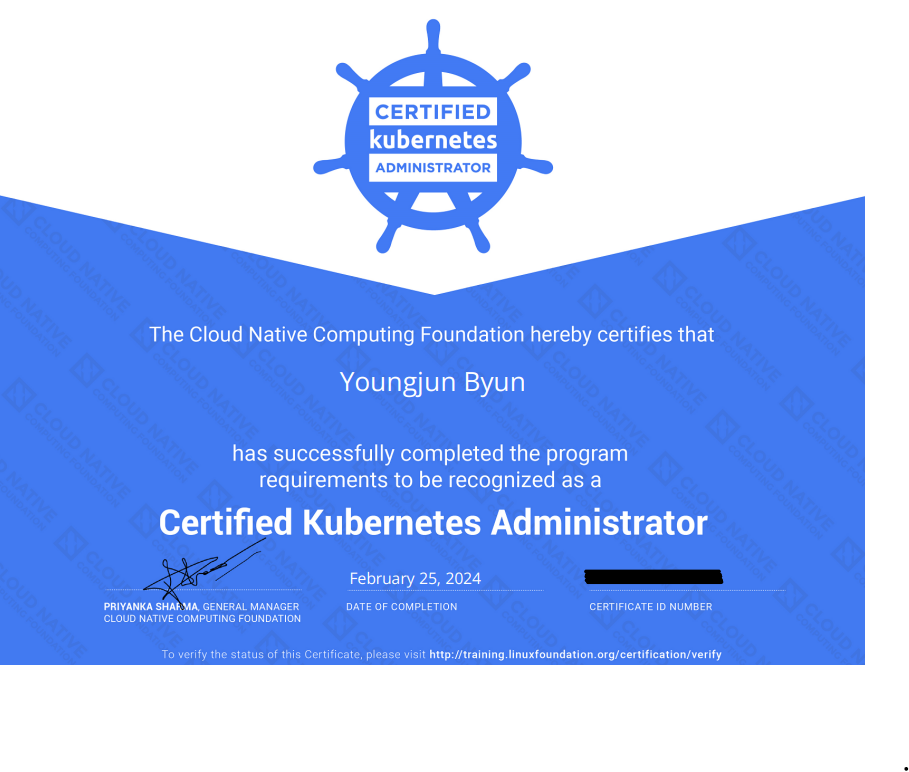 CERTIFIED
kubernetes
ADMINISTRATOR
The Cloud Native Computing Foundation hereby certifies that
Youngjun Byun
has successfully completed the program
requirements to be recognized as a
Certified Kubernetes Administrator
February 25, 2024
PRIYANKA SHARMA, GENERAL MANAGER
CLOUD NATIVE COMPUTING FOUNDATION
DATE OF COMPLETION
CERTIFICATE ID NUMBER
To verify the status of this Certificate, please visit http://training.linuxfoundation.org/certification/verify